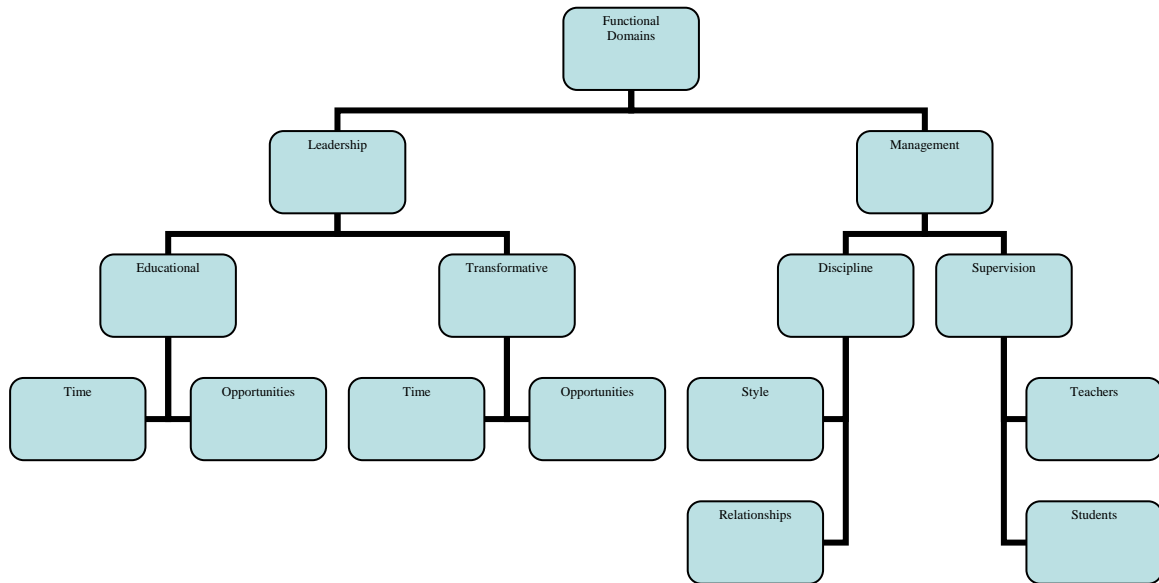 Functional
Domains
Leadership
Management
Educational
Transformative
Discipline
Supervision
Time
Opportunities
Time
Opportunities
Style
Teachers
Relationships
Students